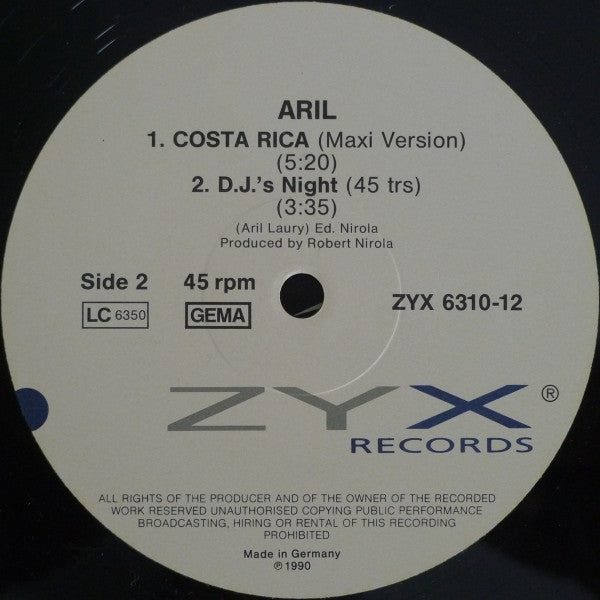 ARIL
1. COSTA RICA (Maxi Version)
(5:20)
2. D.J.'s Night (45 trs)
(3:35)
(Aril Laury) Ed. Nirola
Produced by Robert Nirola
Side 2 45 rpm
LC 6350 GEMA ZYX 6310-12
ZYX ®
RECORDS
ALL RIGHTS OF THE PRODUCER AND OF THE OWNER OF THE RECORDED
WORK RESERVED UNAUTHORISED COPYING PUBLIC PERFORMANCE
BROADCASTING, HIRING OR RENTAL OF THIS RECORDING
PROHIBITED
Made in Germany
℗ 1990